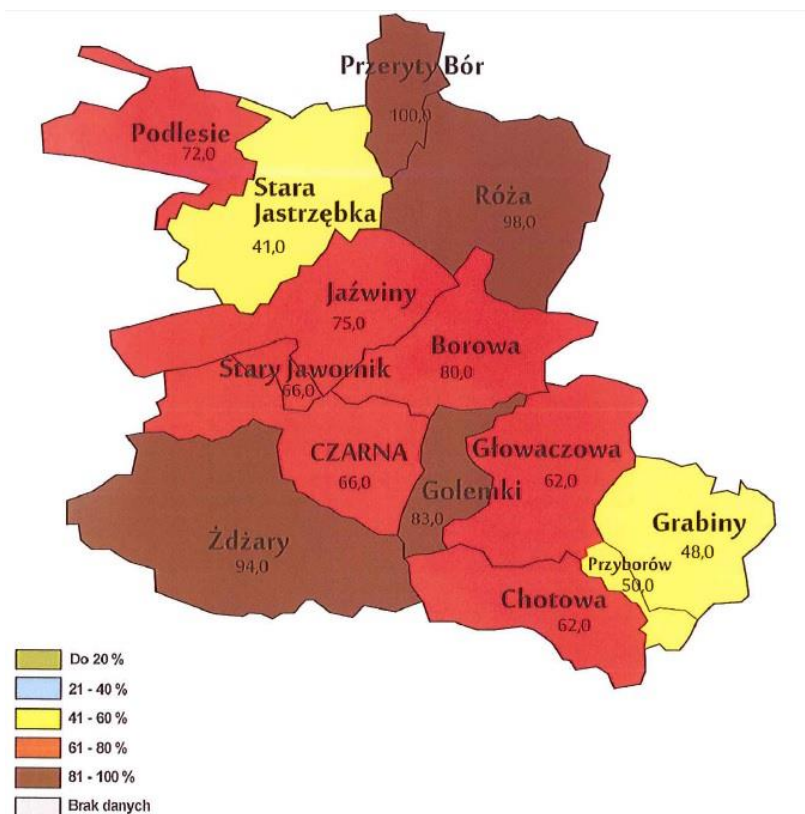 Przeryty Bór
100,0
Podlesie
72,0
Stara
Jastrzębka
41,0
Róża
98,0
Jaźwiny
75,0
Borowa
80,0
Stary Jawornik
66,0
CZARNA
66,0
Głowaczowa
62,0
Golemki
83,0
Grabiny
48,0
Żdżary
94,0
Przyborów
50,0
Chotowa
62,0
Do 20 %
21 - 40 %
41 - 60 %
61 - 80 %
81 - 100 %
Brak danych